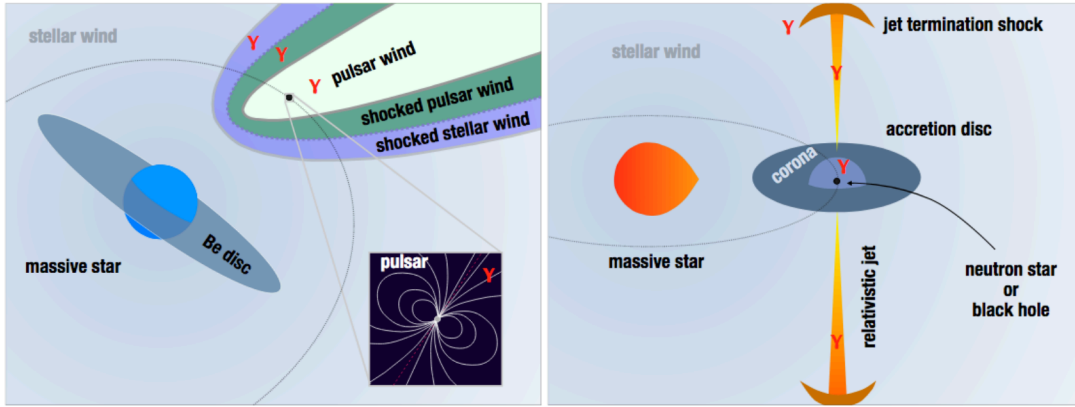 stellar wind
γ
γ
γ
pulsar wind
shocked pulsar wind
shocked stellar wind
Be disc
massive star
pulsar
γ
γ
jet termination shock
stellar wind
γ
accretion disc
corona
γ
massive star
neutron star
or
black hole
relativistic jet
γ